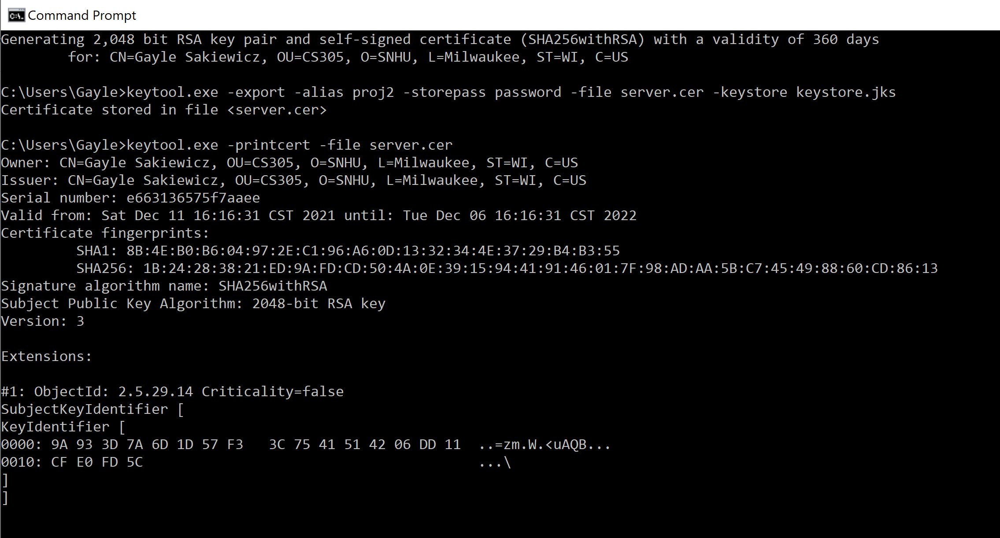 Command Prompt
Generating 2,048 bit RSA key pair and self-signed certificate (SHA256withRSA) with a validity of 360 days
        for: CN=Gayle Sakiewicz, OU=CS305, O=SNHU, L=Milwaukee, ST=WI, C=US
C:\Users\Gayle>keytool.exe -export -alias proj2 -storepass password -file server.cer -keystore keystore.jks
Certificate stored in file <server.cer>
C:\Users\Gayle>keytool.exe -printcert -file server.cer
Owner: CN=Gayle Sakiewicz, OU=CS305, O=SNHU, L=Milwaukee, ST=WI, C=US
Issuer: CN=Gayle Sakiewicz, OU=CS305, O=SNHU, L=Milwaukee, ST=WI, C=US
Serial number: e663136575f7aaee
Valid from: Sat Dec 11 16:16:31 CST 2021 until: Tue Dec 06 16:16:31 CST 2022
Certificate fingerprints:
         SHA1: 8B:4E:B0:B6:04:97:2E:C1:96:A6:0D:13:32:34:4E:37:29:B4:B3:55
         SHA256: 1B:24:28:38:21:ED:9A:FD:CD:50:4A:0E:39:15:94:41:91:46:01:7F:98:AD:AA:5B:C7:45:49:88:60:CD:86:13
Signature algorithm name: SHA256withRSA
Subject Public Key Algorithm: 2048-bit RSA key
Version: 3
Extensions:
#1: ObjectId: 2.5.29.14 Criticality=false
SubjectKeyIdentifier [
KeyIdentifier [
0000: 9A 93 3D 7A 6D 1D 57 F3   3C 75 41 51 42 06 DD 11  ..=zm.W.<uAQB...
0010: CF E0 FD 5C                                        ...\
]
]